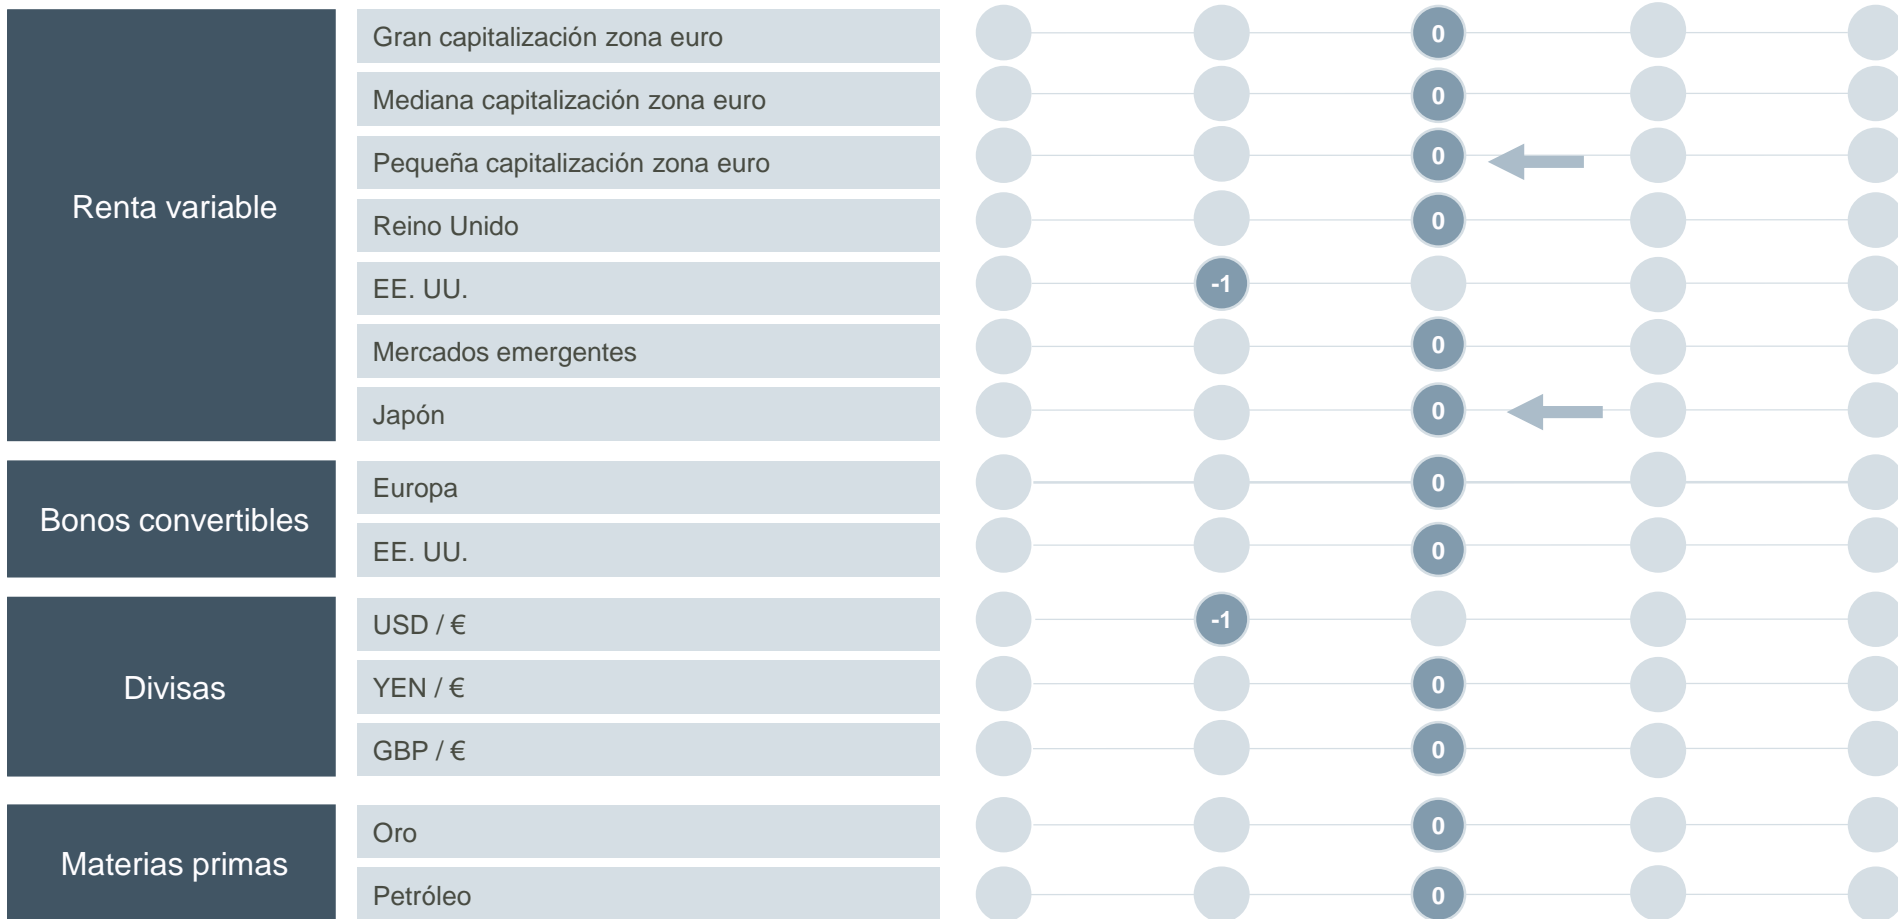 Renta variable
Gran capitalización zona euro
0
Mediana capitalización zona euro
0
Pequeña capitalización zona euro
0
Reino Unido
0
EE. UU.
-1
Mercados emergentes
0
Japón
0
Bonos convertibles
Europa
0
EE. UU.
0
Divisas
USD / €
-1
YEN / €
0
GBP / €
0
Materias primas
Oro
0
Petróleo
0